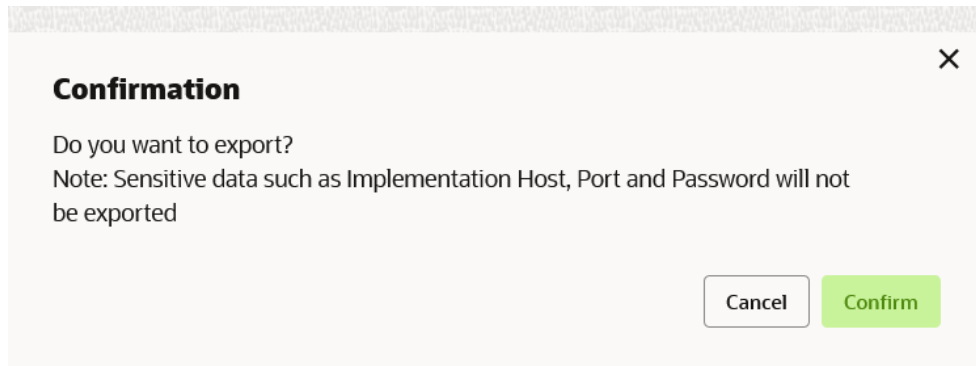 Confirmation
Do you want to export?
Note: Sensitive data such as Implementation Host, Port and Password will not
be exported
Cancel
Confirm